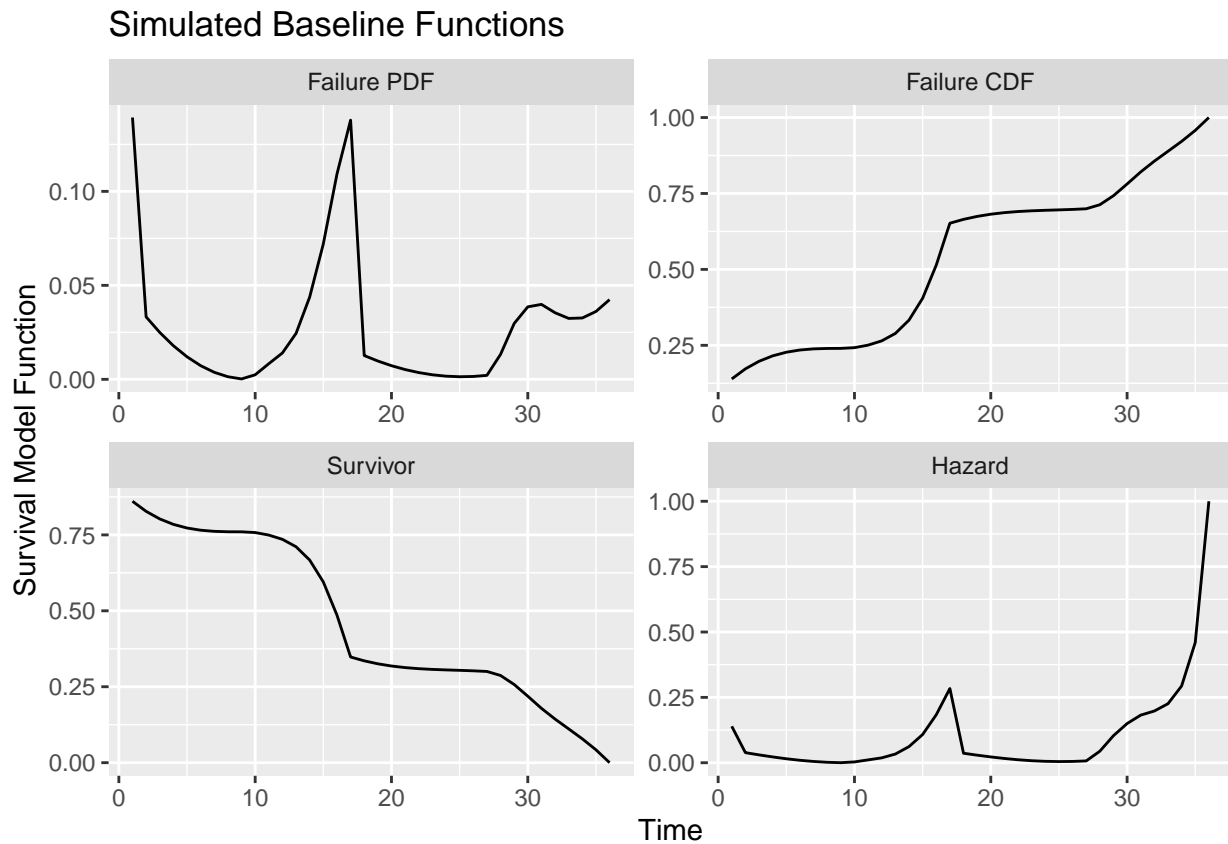 Simulated Baseline Functions
Failure PDF
Failure CDF
0.10
0.05
0.00
0 10 20 30
1.00
0.75
0.50
0.25
0 10 20 30
Survivor
Hazard
0.75
0.50
0.25
0.00
0 10 20 30
1.00
0.75
0.50
0.25
0.00
0 10 20 30
Survival Model Function
Time